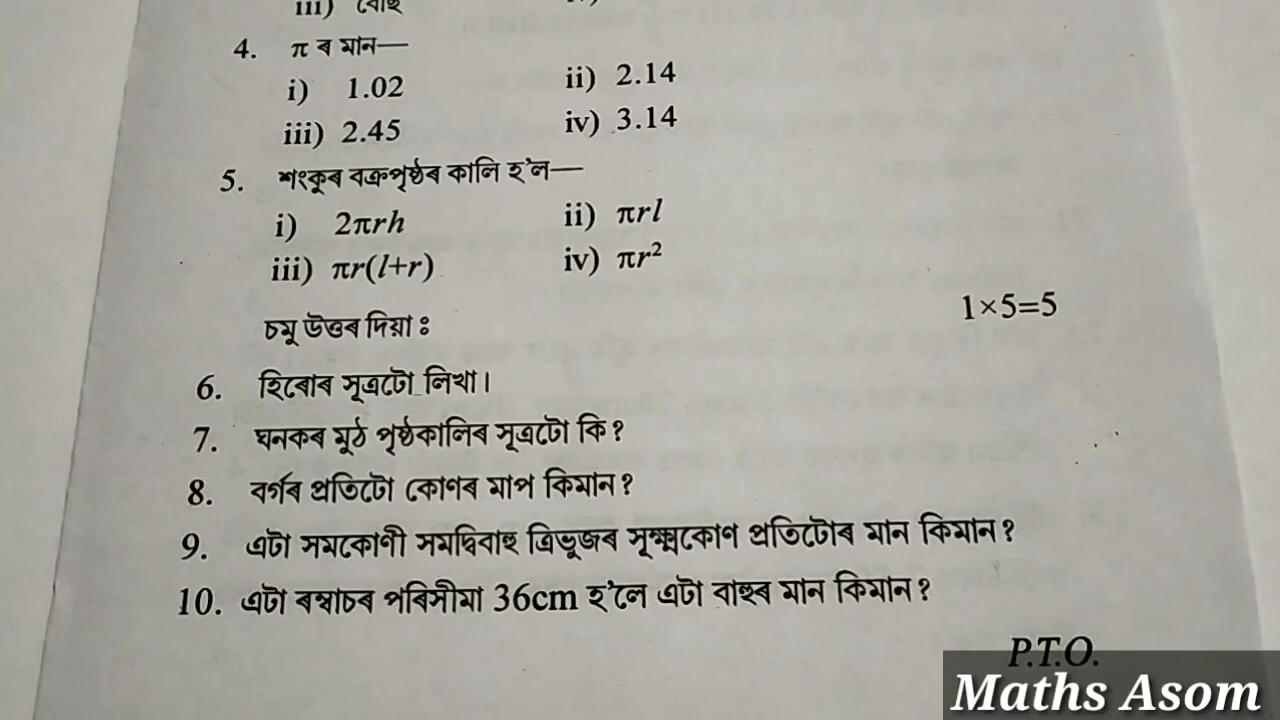 iii) বাহু
4. π ৰ মান—
i) 1.02 ii) 2.14
iii) 2.45 iv) 3.14
5. শংকুৰ বক্ৰপৃষ্ঠৰ কালি হ'ল—
i) 2πrh ii) πrl
iii) πr(l+r) iv) πr²
চমু উত্তৰ দিয়া : 1×5=5
6. হিৰোৰ সূত্ৰটো লিখা।
7. ঘনকৰ মুঠ পৃষ্ঠকালিৰ সূত্ৰটো কি ?
8. বৰ্গৰ প্ৰতিটো কোণৰ মাপ কিমান ?
9. এটা সমকোণী সমদ্বিবাহু ত্ৰিভূজৰ সূক্ষ্মকোণ প্ৰতিটোৰ মান কিমান ?
10. এটা ৰম্বাচৰ পৰিসীমা 36cm হ'লে এটা বাহুৰ মান কিমান ?
P.T.O.
Maths Asom